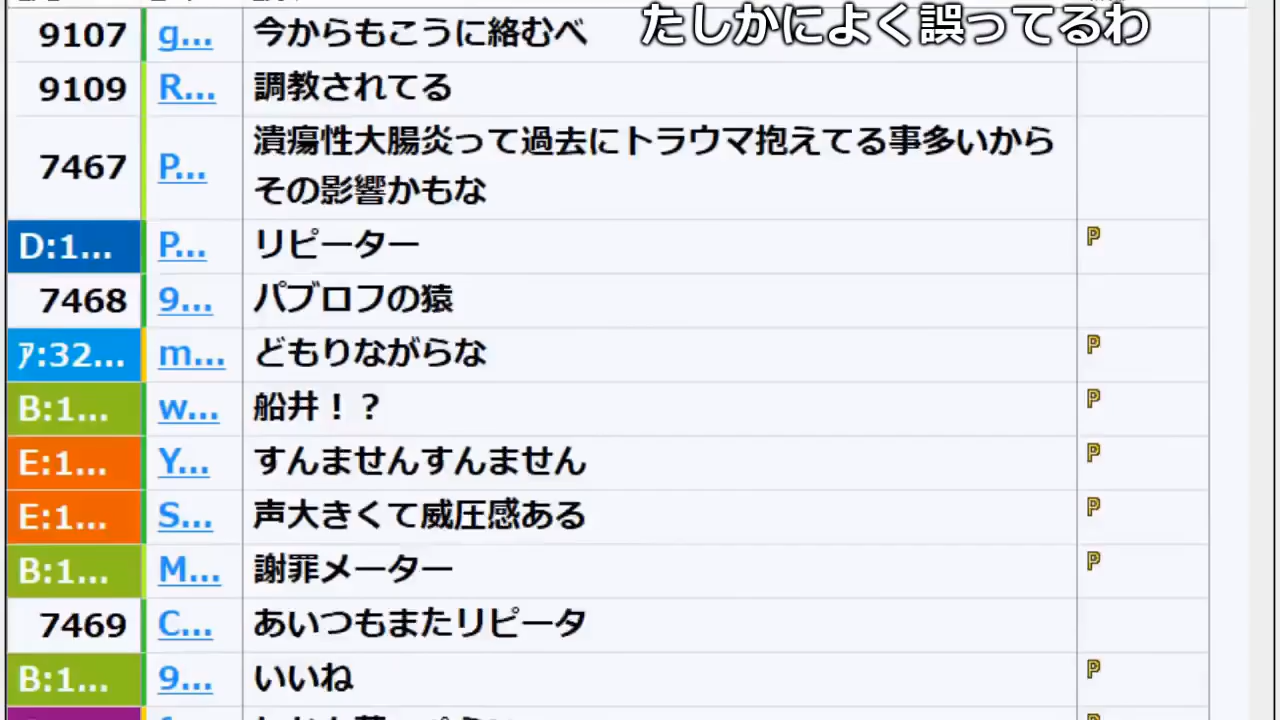 たしかによく誤ってるわ
9107 g... 今からもこうに絡むべ
9109 R... 調教されてる
7467 P... 潰瘍性大腸炎って過去にトラウマ抱えてる事多いから
その影響かもな
D:1... P... リピーター P
7468 9... パブロフの猿
ｱ:32... m... どもりながらな P
B:1... w... 船井！？ P
E:1... Y... すんませんすんません P
E:1... S... 声大きくて威圧感ある P
B:1... M... 謝罪メーター P
7469 C... あいつもまたリピータ
B:1... 9... いいね P